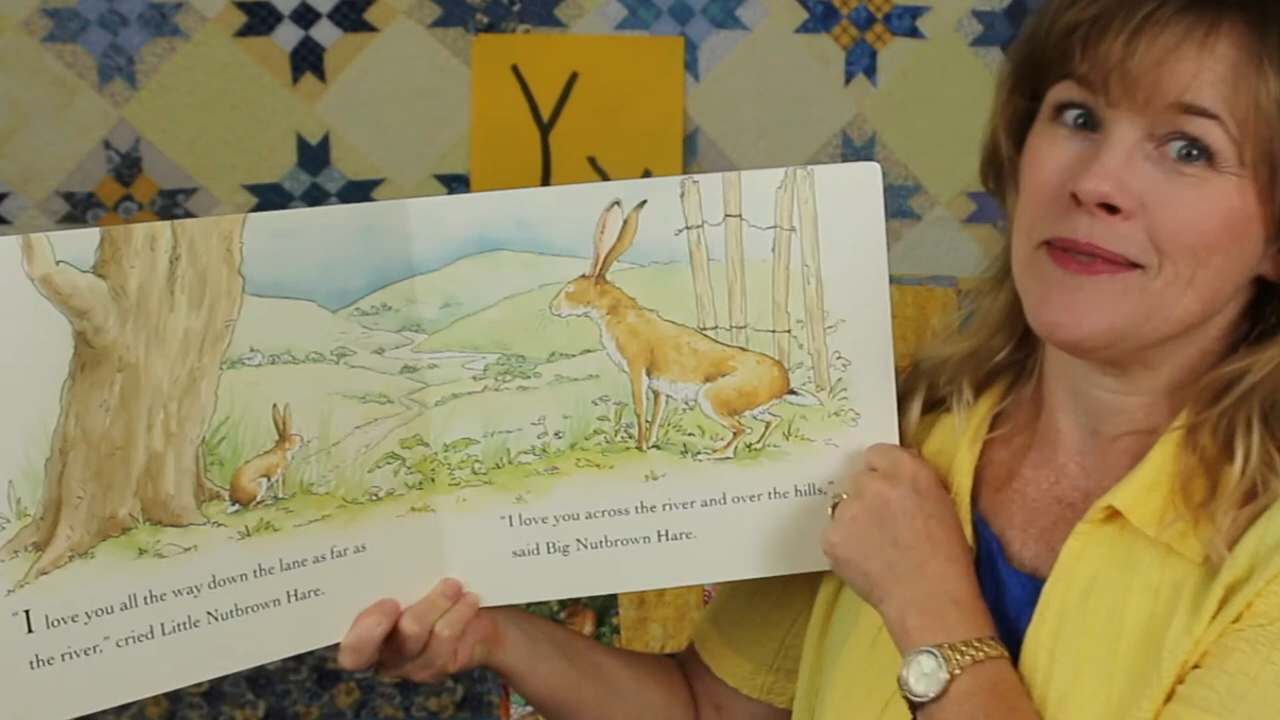 Yy
"I love you all the way down the lane as far as
the river," cried Little Nutbrown Hare.
"I love you across the river and over the hills,"
said Big Nutbrown Hare.